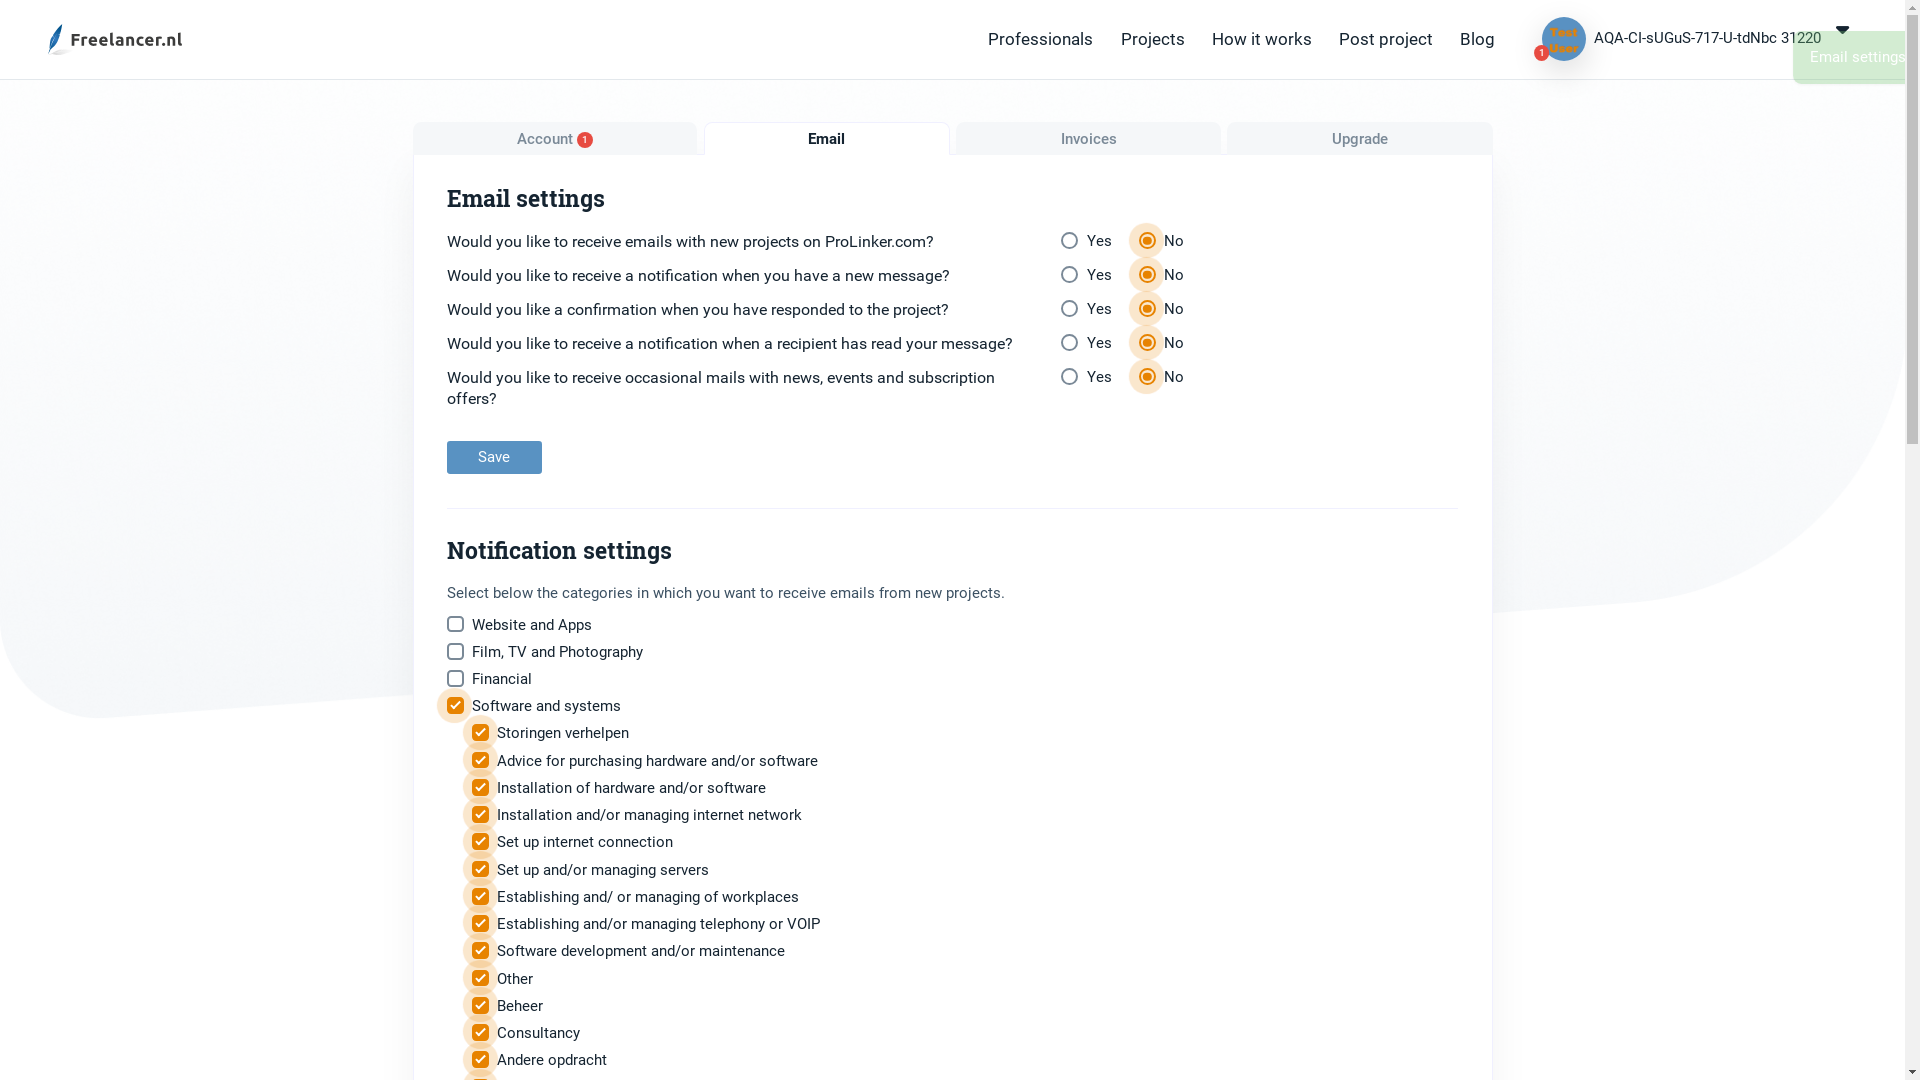 Freelancer.nl
Professionals
Projects
How it works
Post project
Blog
Test
User
1
AQA-CI-sUGuS-717-U-tdNbc 31220
Email settings
Account 1
Email
Invoices
Upgrade
Email settings
Would you like to receive emails with new projects on ProLinker.com?
Yes
No
Would you like to receive a notification when you have a new message?
Yes
No
Would you like a confirmation when you have responded to the project?
Yes
No
Would you like to receive a notification when a recipient has read your message?
Yes
No
Would you like to receive occasional mails with news, events and subscription
offers?
Yes
No
Save
Notification settings
Select below the categories in which you want to receive emails from new projects.
Website and Apps
Film, TV and Photography
Financial
Software and systems
Storingen verhelpen
Advice for purchasing hardware and/or software
Installation of hardware and/or software
Installation and/or managing internet network
Set up internet connection
Set up and/or managing servers
Establishing and/ or managing of workplaces
Establishing and/or managing telephony or VOIP
Software development and/or maintenance
Other
Beheer
Consultancy
Andere opdracht